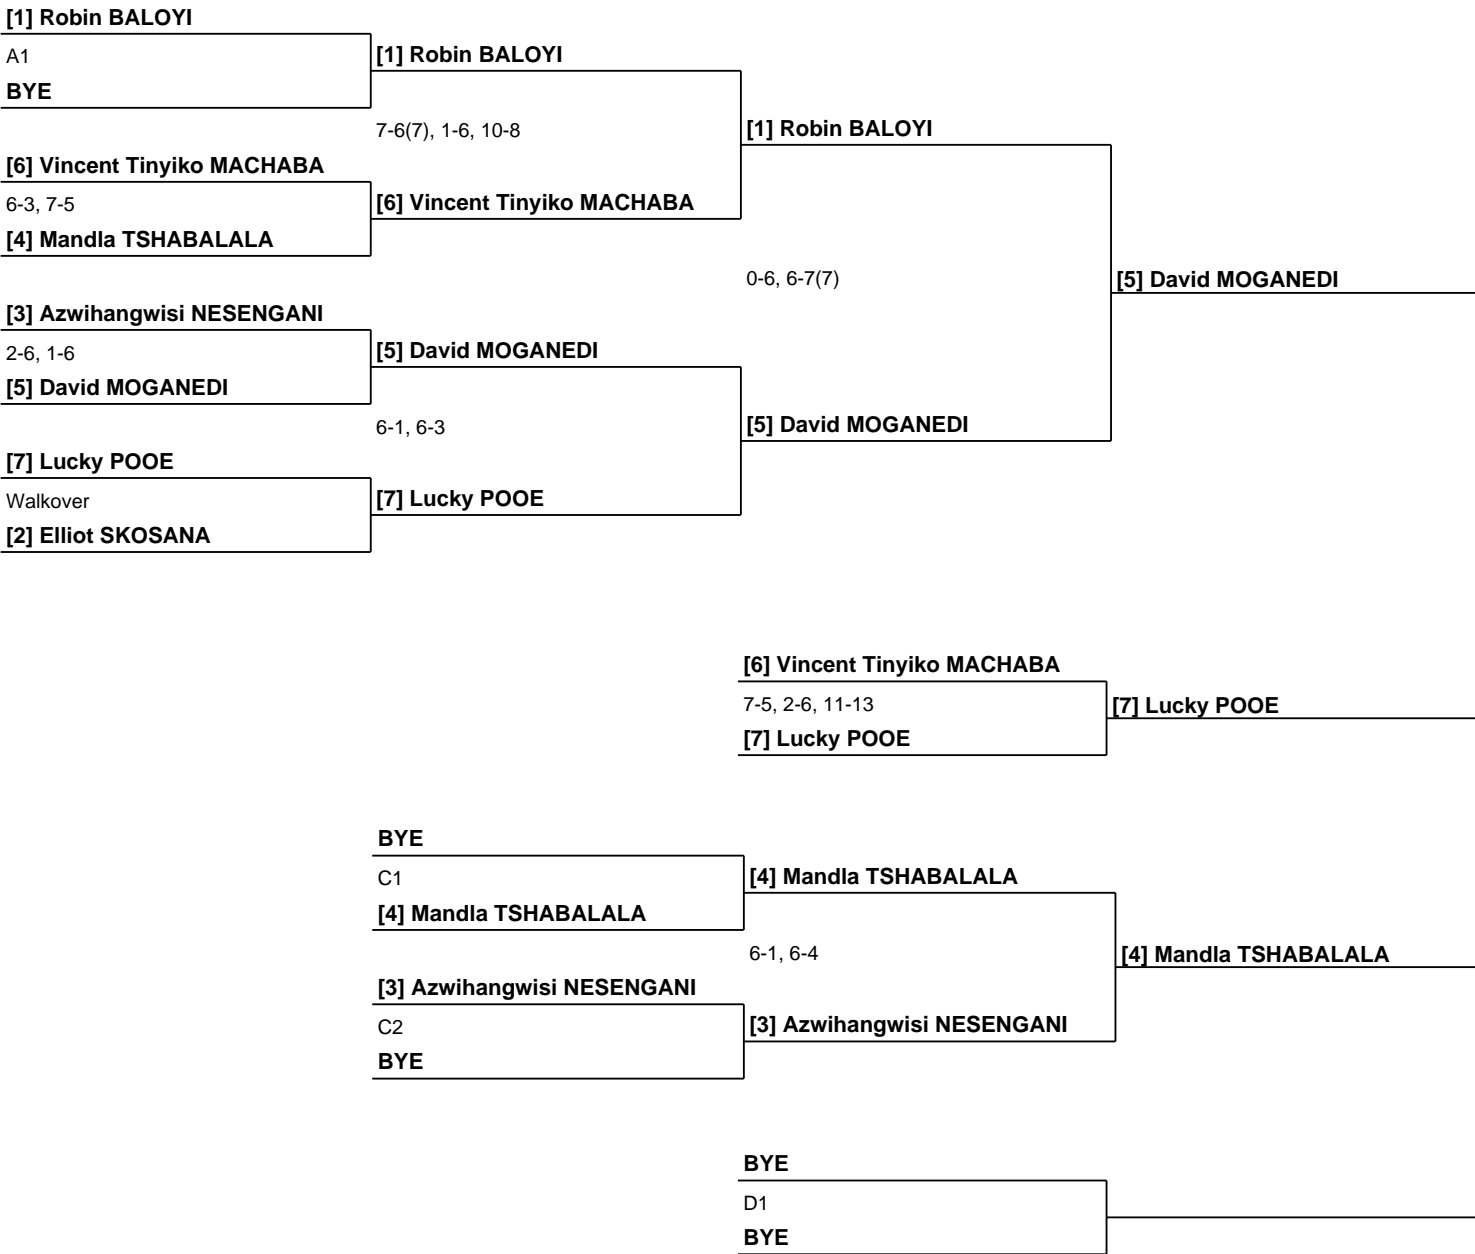 [1] Robin BALOYI
A1
[1] Robin BALOYI
BYE
7-6(7), 1-6, 10-8
[1] Robin BALOYI
[6] Vincent Tinyiko MACHABA
6-3, 7-5
[6] Vincent Tinyiko MACHABA
[4] Mandla TSHABALALA
0-6, 6-7(7)
[5] David MOGANEDI
[3] Azwihangwisi NESENGANI
2-6, 1-6
[5] David MOGANEDI
[5] David MOGANEDI
6-1, 6-3
[5] David MOGANEDI
[7] Lucky POOE
Walkover
[7] Lucky POOE
[2] Elliot SKOSANA
[6] Vincent Tinyiko MACHABA
7-5, 2-6, 11-13
[7] Lucky POOE
[7] Lucky POOE
BYE
C1
[4] Mandla TSHABALALA
[4] Mandla TSHABALALA
6-1, 6-4
[4] Mandla TSHABALALA
[3] Azwihangwisi NESENGANI
C2
[3] Azwihangwisi NESENGANI
BYE
BYE
D1
BYE